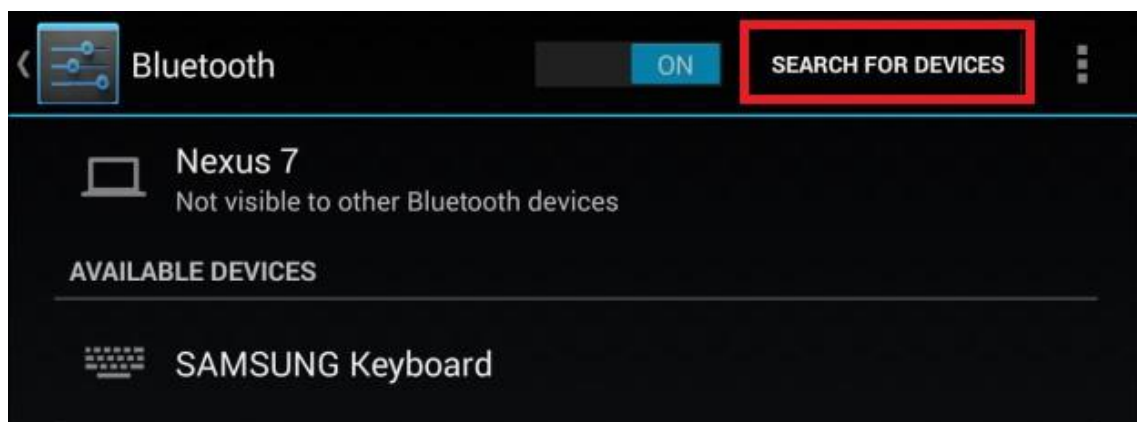 Bluetooth ON SEARCH FOR DEVICES
Nexus 7
Not visible to other Bluetooth devices
AVAILABLE DEVICES
SAMSUNG Keyboard